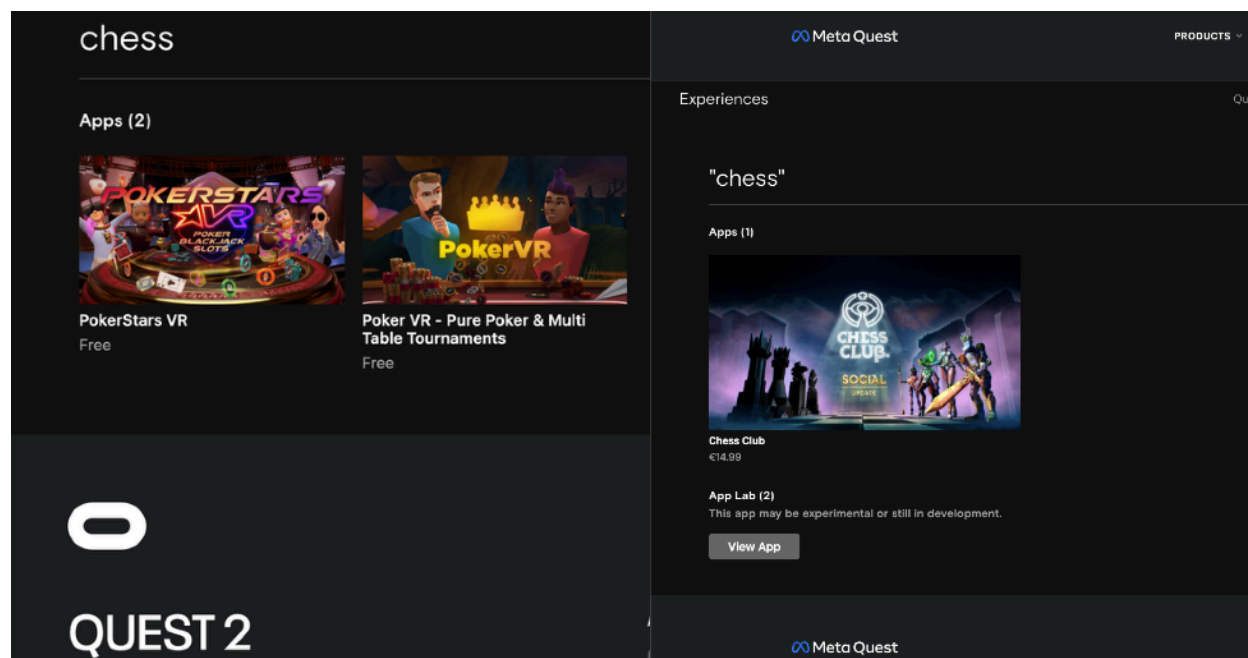 chess
Apps (2)
POKERSTARS
VR
POKER
BLACKJACK
SLOTS
PokerStars VR
Free
PokerVR
Poker VR - Pure Poker & Multi
Table Tournaments
Free
QUEST 2
Meta Quest
PRODUCTS
Experiences
Qu
"chess"
Apps (1)
CHESS
CLUB
SOCIAL
UPDATE
Chess Club
€14.99
App Lab (2)
This app may be experimental or still in development.
View App
Meta Quest